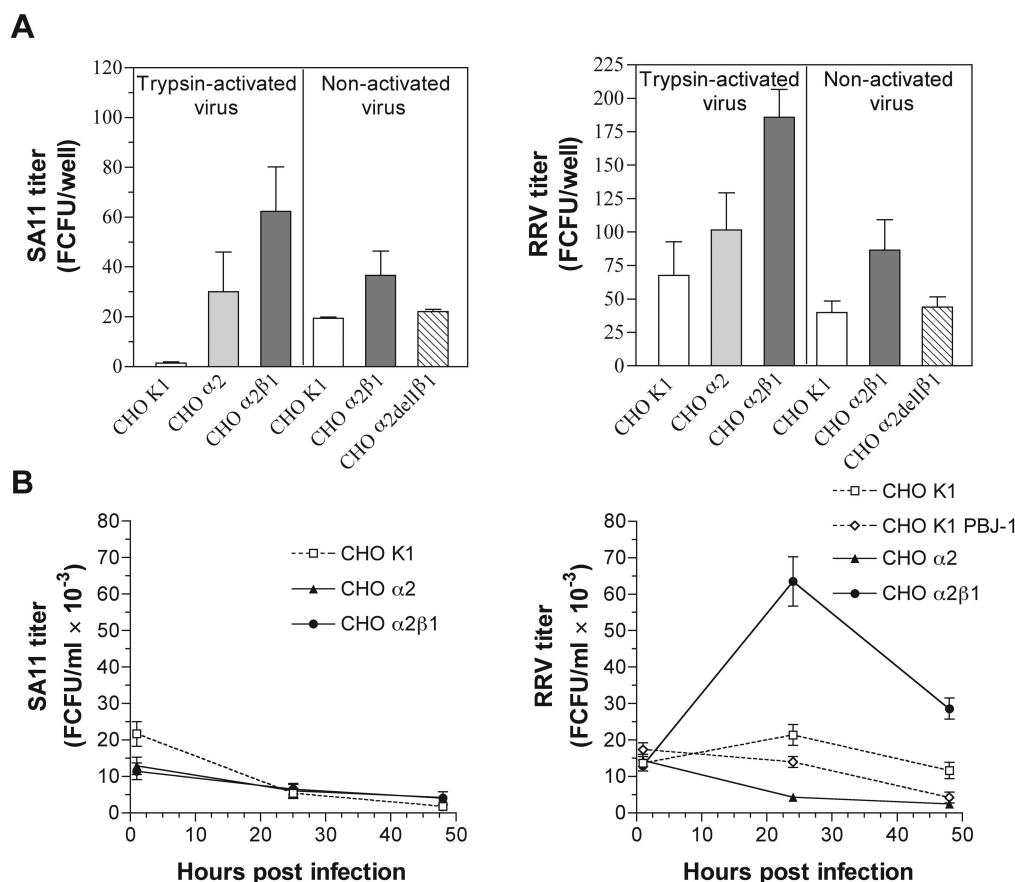 A
SA11 titer
(FCFU/well)
120
100
80
60
40
20
0
Trypsin-activated
virus
Non-activated
virus
CHO K1
CHO α2
CHO α2β1
CHO K1
CHO α2β1
CHO α2delIβ1
RRV titer
(FCFU/well)
225
200
175
150
125
100
75
50
25
0
Trypsin-activated
virus
Non-activated
virus
CHO K1
CHO α2
CHO α2β1
CHO K1
CHO α2β1
CHO α2delIβ1
B
SA11 titer
(FCFU/ml × 10⁻³)
80
70
60
50
40
30
20
10
0
CHO K1
CHO α2
CHO α2β1
0 10 20 30 40 50
Hours post infection
RRV titer
(FCFU/ml × 10⁻³)
80
70
60
50
40
30
20
10
0
CHO K1
CHO K1 PBJ-1
CHO α2
CHO α2β1
0 10 20 30 40 50
Hours post infection